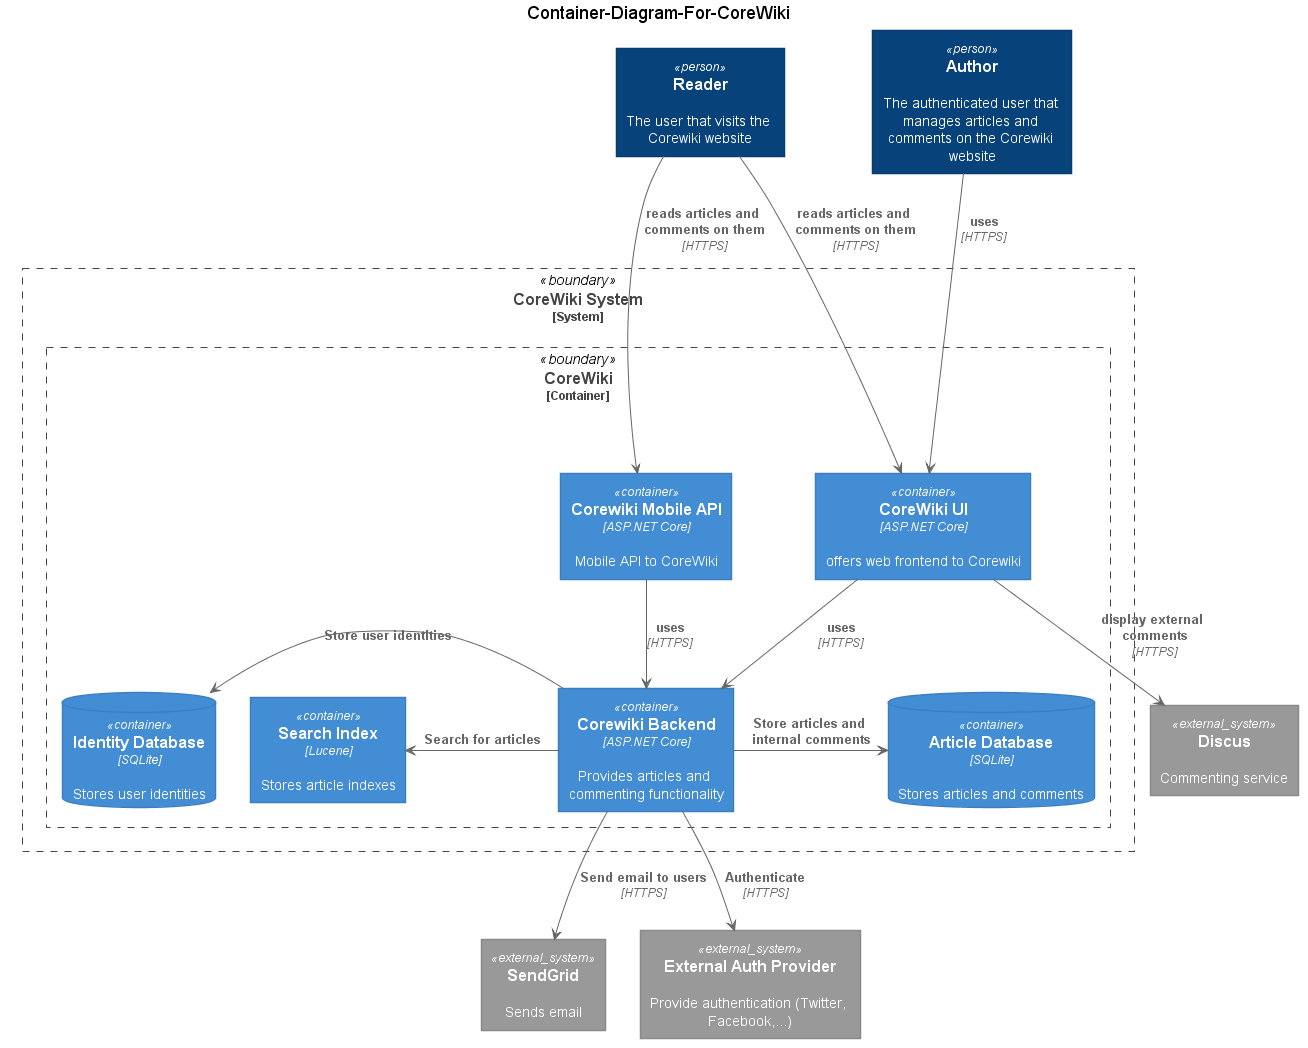 Container-Diagram-For-CoreWiki
«person»
Reader
The user that visits the
Corewiki website
«person»
Author
The authenticated user that
manages articles and
comments on the Corewiki
website
reads articles and
comments on them
[HTTPS]
reads articles and
comments on them
[HTTPS]
uses
[HTTPS]
«boundary»
CoreWiki System
[System]
«boundary»
CoreWiki
[Container]
«container»
Corewiki Mobile API
[ASP.NET Core]
Mobile API to CoreWiki
«container»
CoreWiki UI
[ASP.NET Core]
offers web frontend to Corewiki
Store user identities
uses
[HTTPS]
uses
[HTTPS]
display external
comments
[HTTPS]
«container»
Identity Database
[SQLite]
Stores user identities
«container»
Search Index
[Lucene]
Stores article indexes
Search for articles
«container»
Corewiki Backend
[ASP.NET Core]
Provides articles and
commenting functionality
Store articles and
internal comments
«container»
Article Database
[SQLite]
Stores articles and comments
«external_system»
Discus
Commenting service
Send email to users
[HTTPS]
Authenticate
[HTTPS]
«external_system»
SendGrid
Sends email
«external_system»
External Auth Provider
Provide authentication (Twitter,
Facebook,...)